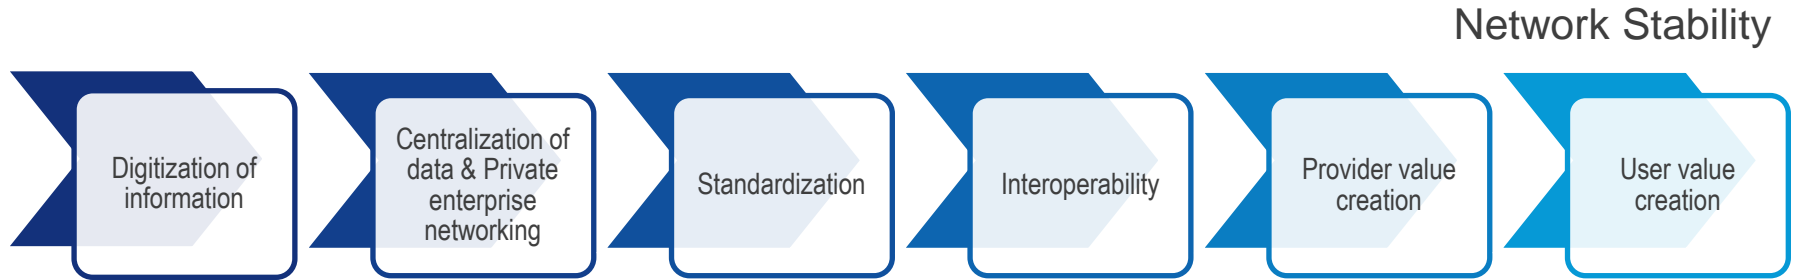 Network Stability
Digitization of
information
Centralization of
data & Private
enterprise
networking
Standardization
Interoperability
Provider value
creation
User value
creation